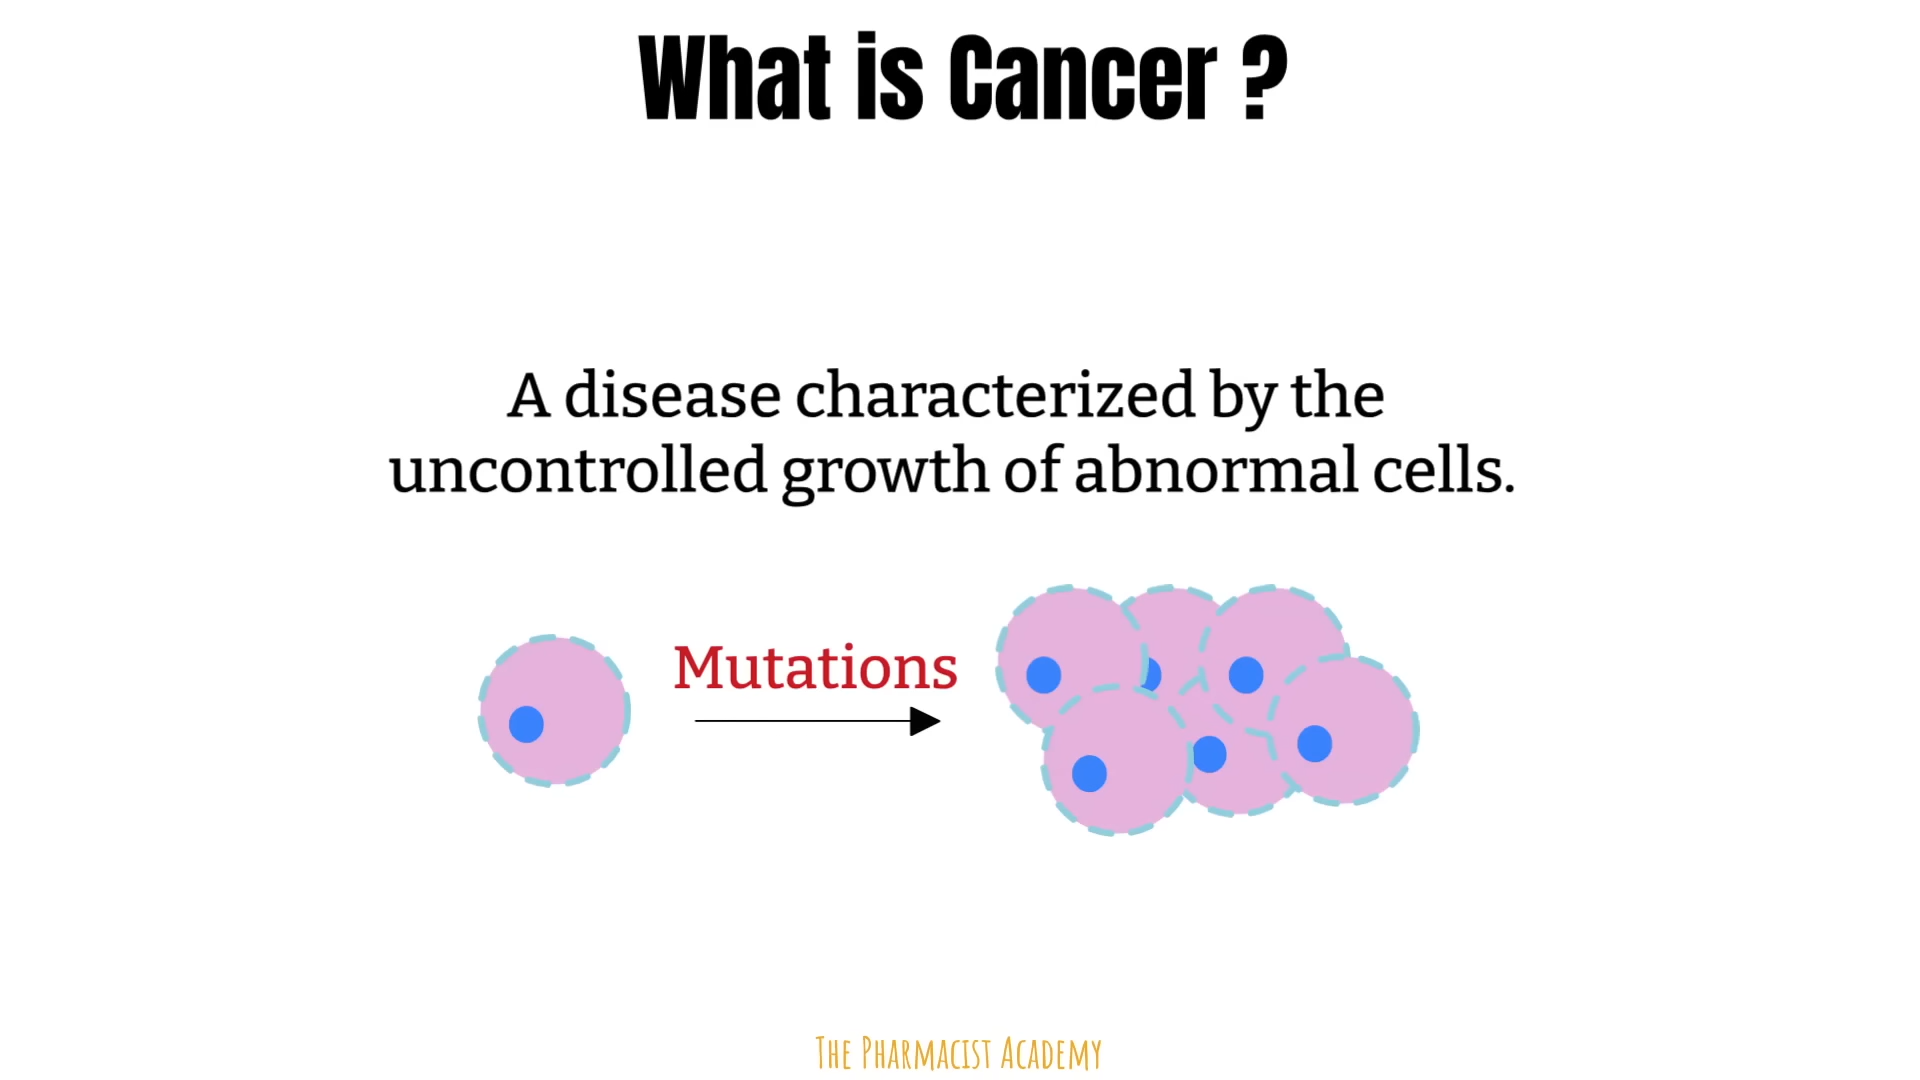 What is Cancer ?
A disease characterized by the
uncontrolled growth of abnormal cells.
Mutations
The Pharmacist Academy